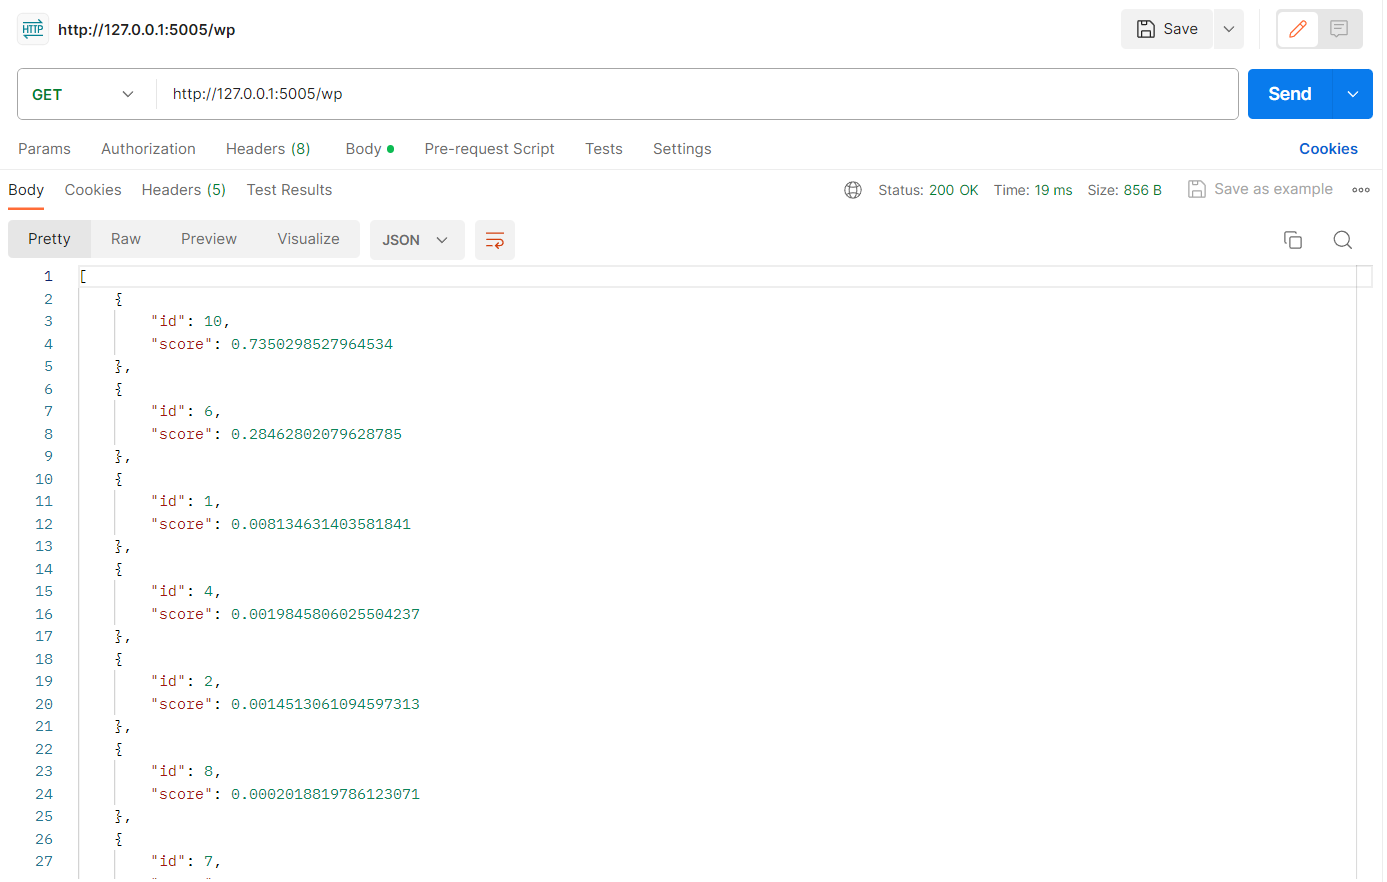 HTTP http://127.0.0.1:5005/wp Save
GET http://127.0.0.1:5005/wp Send
Params Authorization Headers (8) Body Pre-request Script Tests Settings Cookies
Body Cookies Headers (5) Test Results Status: 200 OK Time: 19 ms Size: 856 B Save as example
Pretty Raw Preview Visualize JSON
1 [
2 {
3 "id": 10,
4 "score": 0.7350298527964534
5 },
6 {
7 "id": 6,
8 "score": 0.28462802079628785
9 },
10 {
11 "id": 1,
12 "score": 0.008134631403581841
13 },
14 {
15 "id": 4,
16 "score": 0.0019845806025504237
17 },
18 {
19 "id": 2,
20 "score": 0.0014513061094597313
21 },
22 {
23 "id": 8,
24 "score": 0.0002018819786123071
25 },
26 {
27 "id": 7,